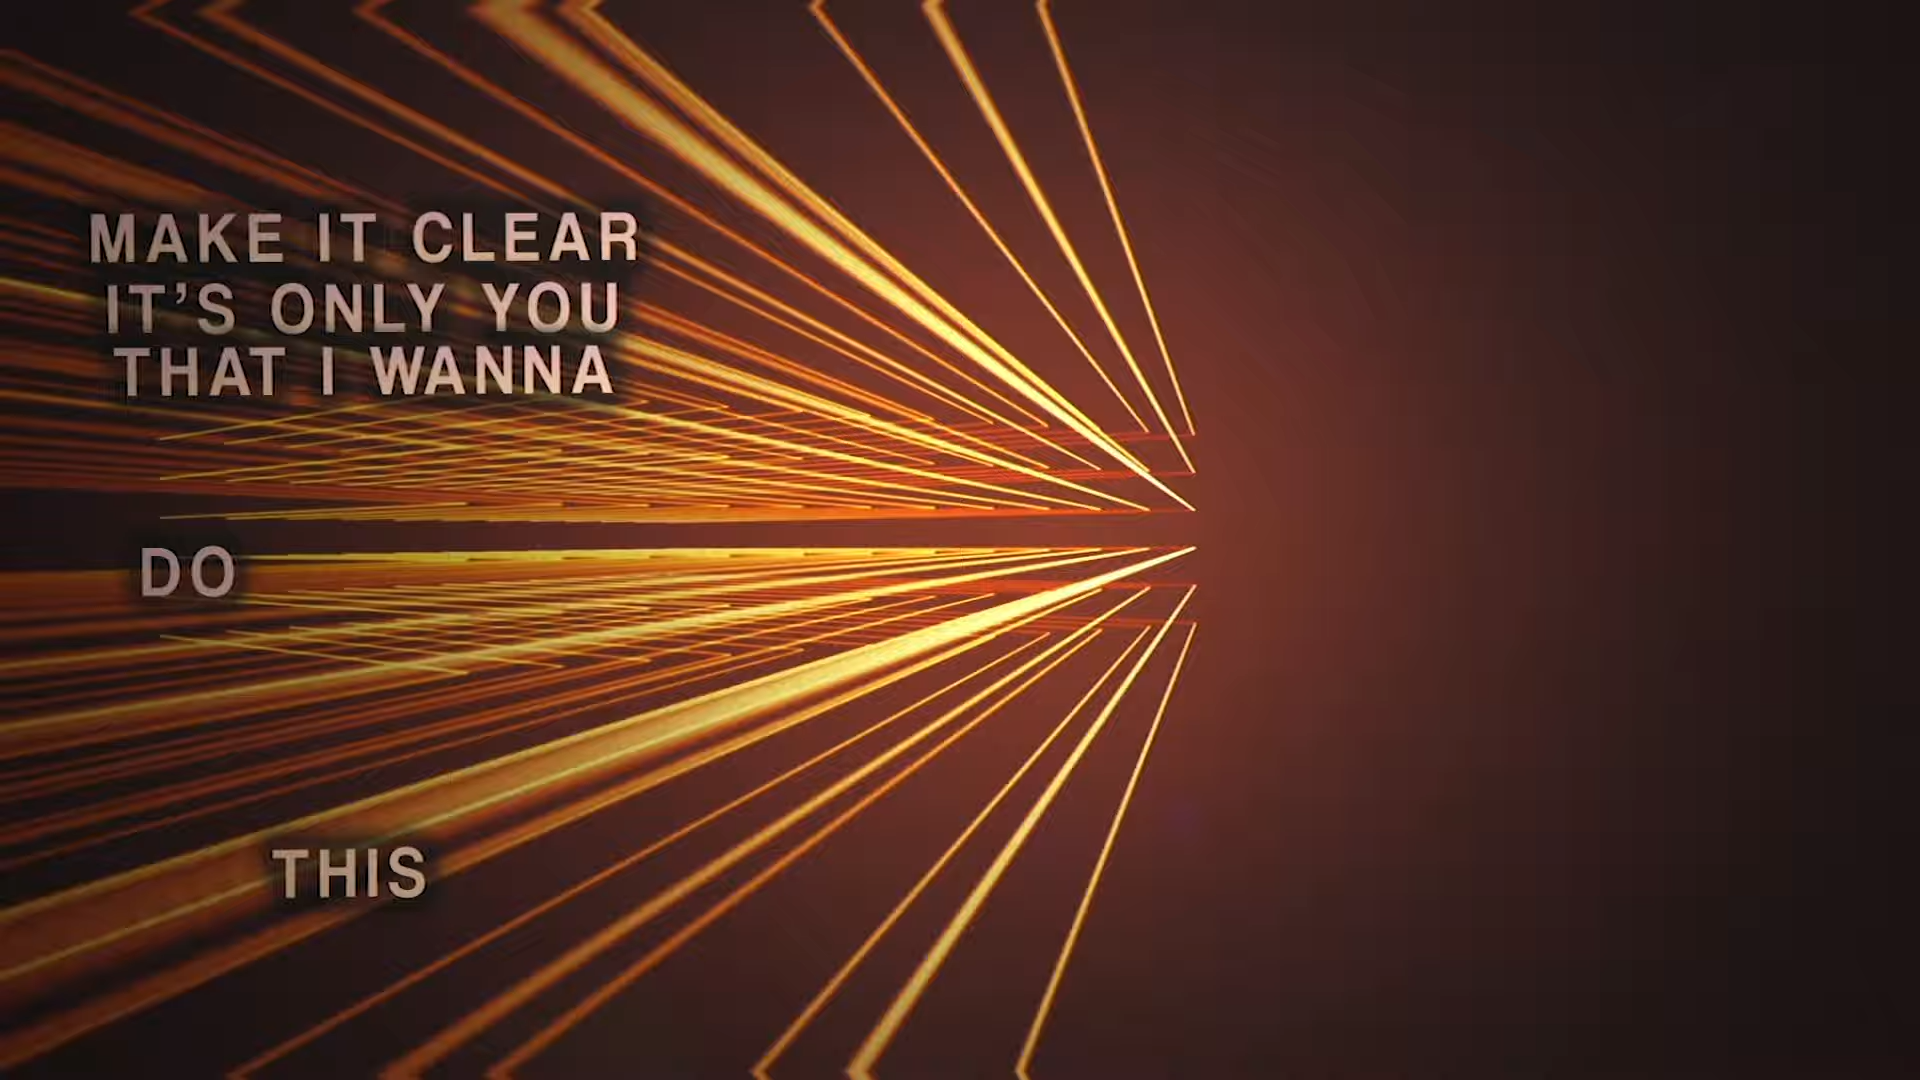 MAKE IT CLEAR
IT’S ONLY YOU
THAT I WANNA
DO
THIS